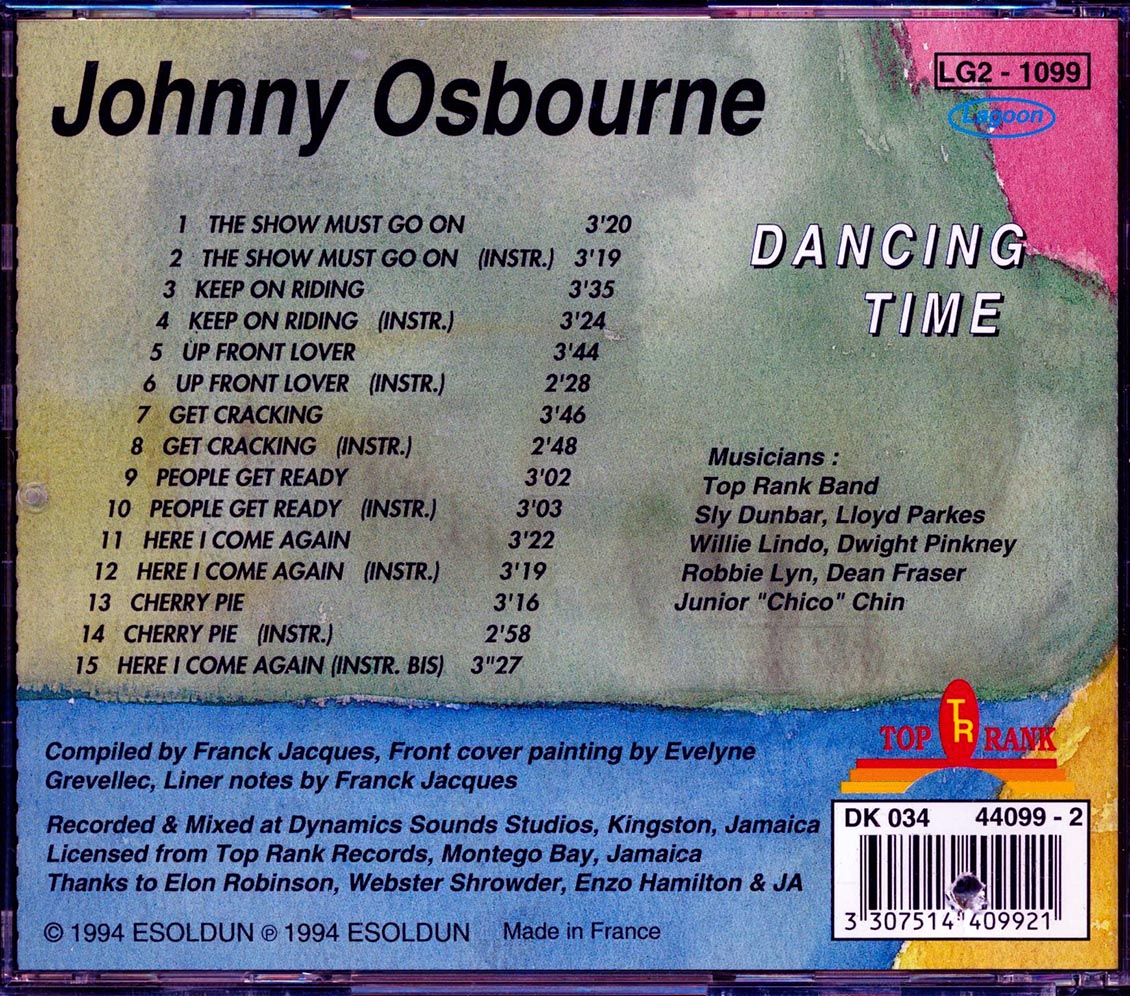 Johnny Osbourne
LG2 - 1099
Lagoon
DANCING
TIME
1 THE SHOW MUST GO ON 3'20
2 THE SHOW MUST GO ON (INSTR.) 3'19
3 KEEP ON RIDING 3'35
4 KEEP ON RIDING (INSTR.) 3'24
5 UP FRONT LOVER 3'44
6 UP FRONT LOVER (INSTR.) 2'28
7 GET CRACKING 3'46
8 GET CRACKING (INSTR.) 2'48
9 PEOPLE GET READY 3'02
10 PEOPLE GET READY (INSTR.) 3'03
11 HERE I COME AGAIN 3'22
12 HERE I COME AGAIN (INSTR.) 3'19
13 CHERRY PIE 3'16
14 CHERRY PIE (INSTR.) 2'58
15 HERE I COME AGAIN (INSTR. BIS) 3"27
Musicians :
Top Rank Band
Sly Dunbar, Lloyd Parkes
Willie Lindo, Dwight Pinkney
Robbie Lyn, Dean Fraser
Junior "Chico" Chin
Compiled by Franck Jacques, Front cover painting by Evelyne
Grevellec, Liner notes by Franck Jacques
Recorded & Mixed at Dynamics Sounds Studios, Kingston, Jamaica
Licensed from Top Rank Records, Montego Bay, Jamaica
Thanks to Elon Robinson, Webster Shrowder, Enzo Hamilton & JA
© 1994 ESOLDUN ℗ 1994 ESOLDUN Made in France
TOP TR RANK
DK 034 44099 - 2
3 307514 409921